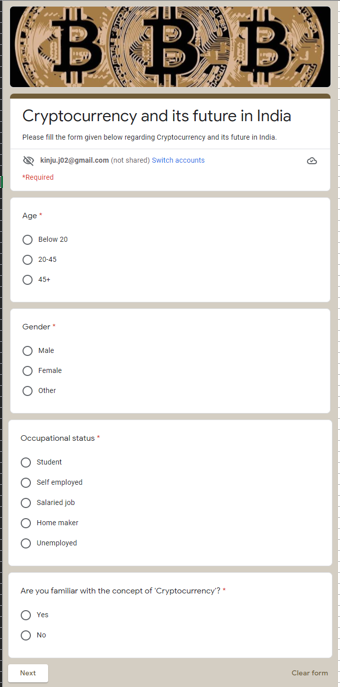 Cryptocurrency and its future in India
Please fill the form given below regarding Cryptocurrency and its future in India.
kinju.j02@gmail.com (not shared) Switch accounts
*Required
Age *
Below 20
20-45
45+
Gender *
Male
Female
Other
Occupational status *
Student
Self employed
Salaried job
Home maker
Unemployed
Are you familiar with the concept of 'Cryptocurrency'? *
Yes
No
Next Clear form